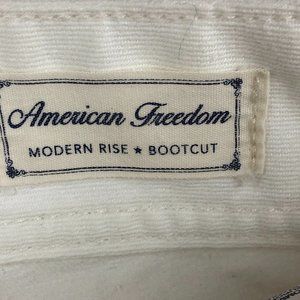 American Freedom
MODERN RISE ★ BOOTCUT